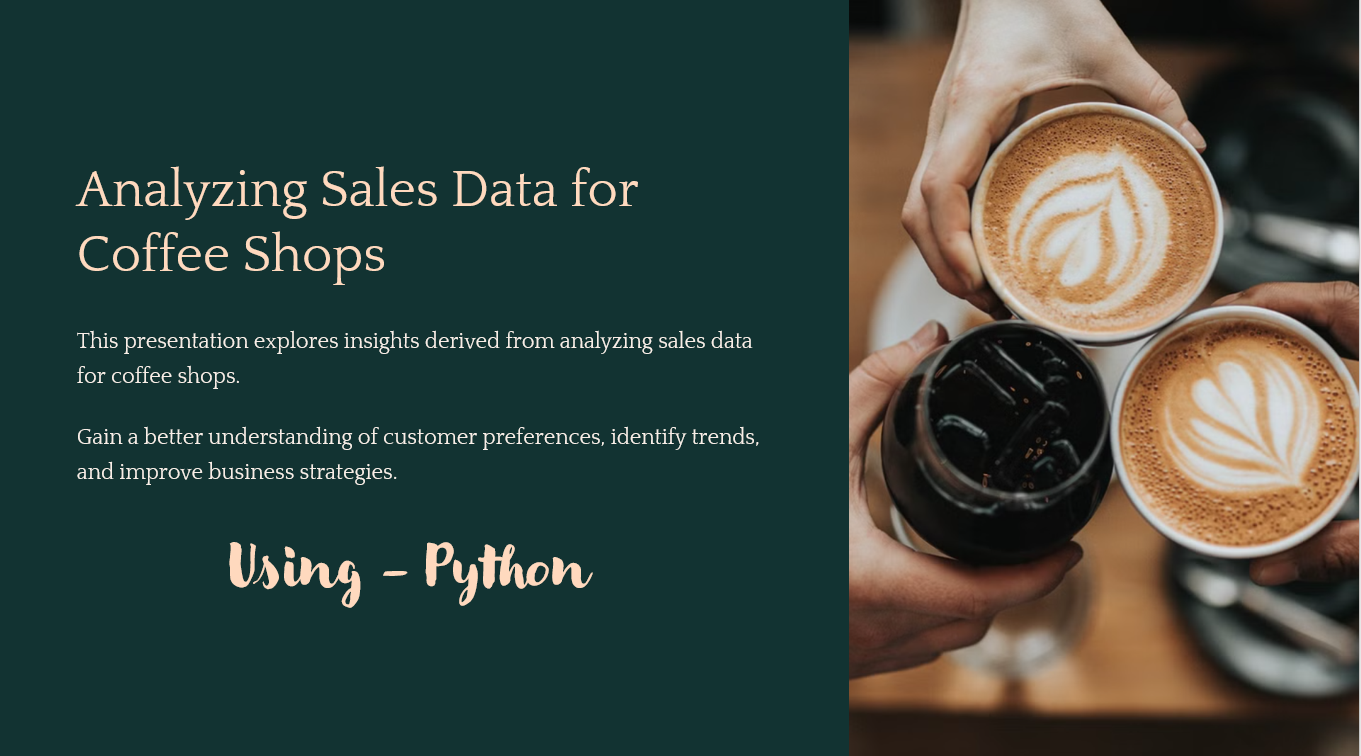 Analyzing Sales Data for
Coffee Shops
This presentation explores insights derived from analyzing sales data
for coffee shops.
Gain a better understanding of customer preferences, identify trends,
and improve business strategies.
Using - Python